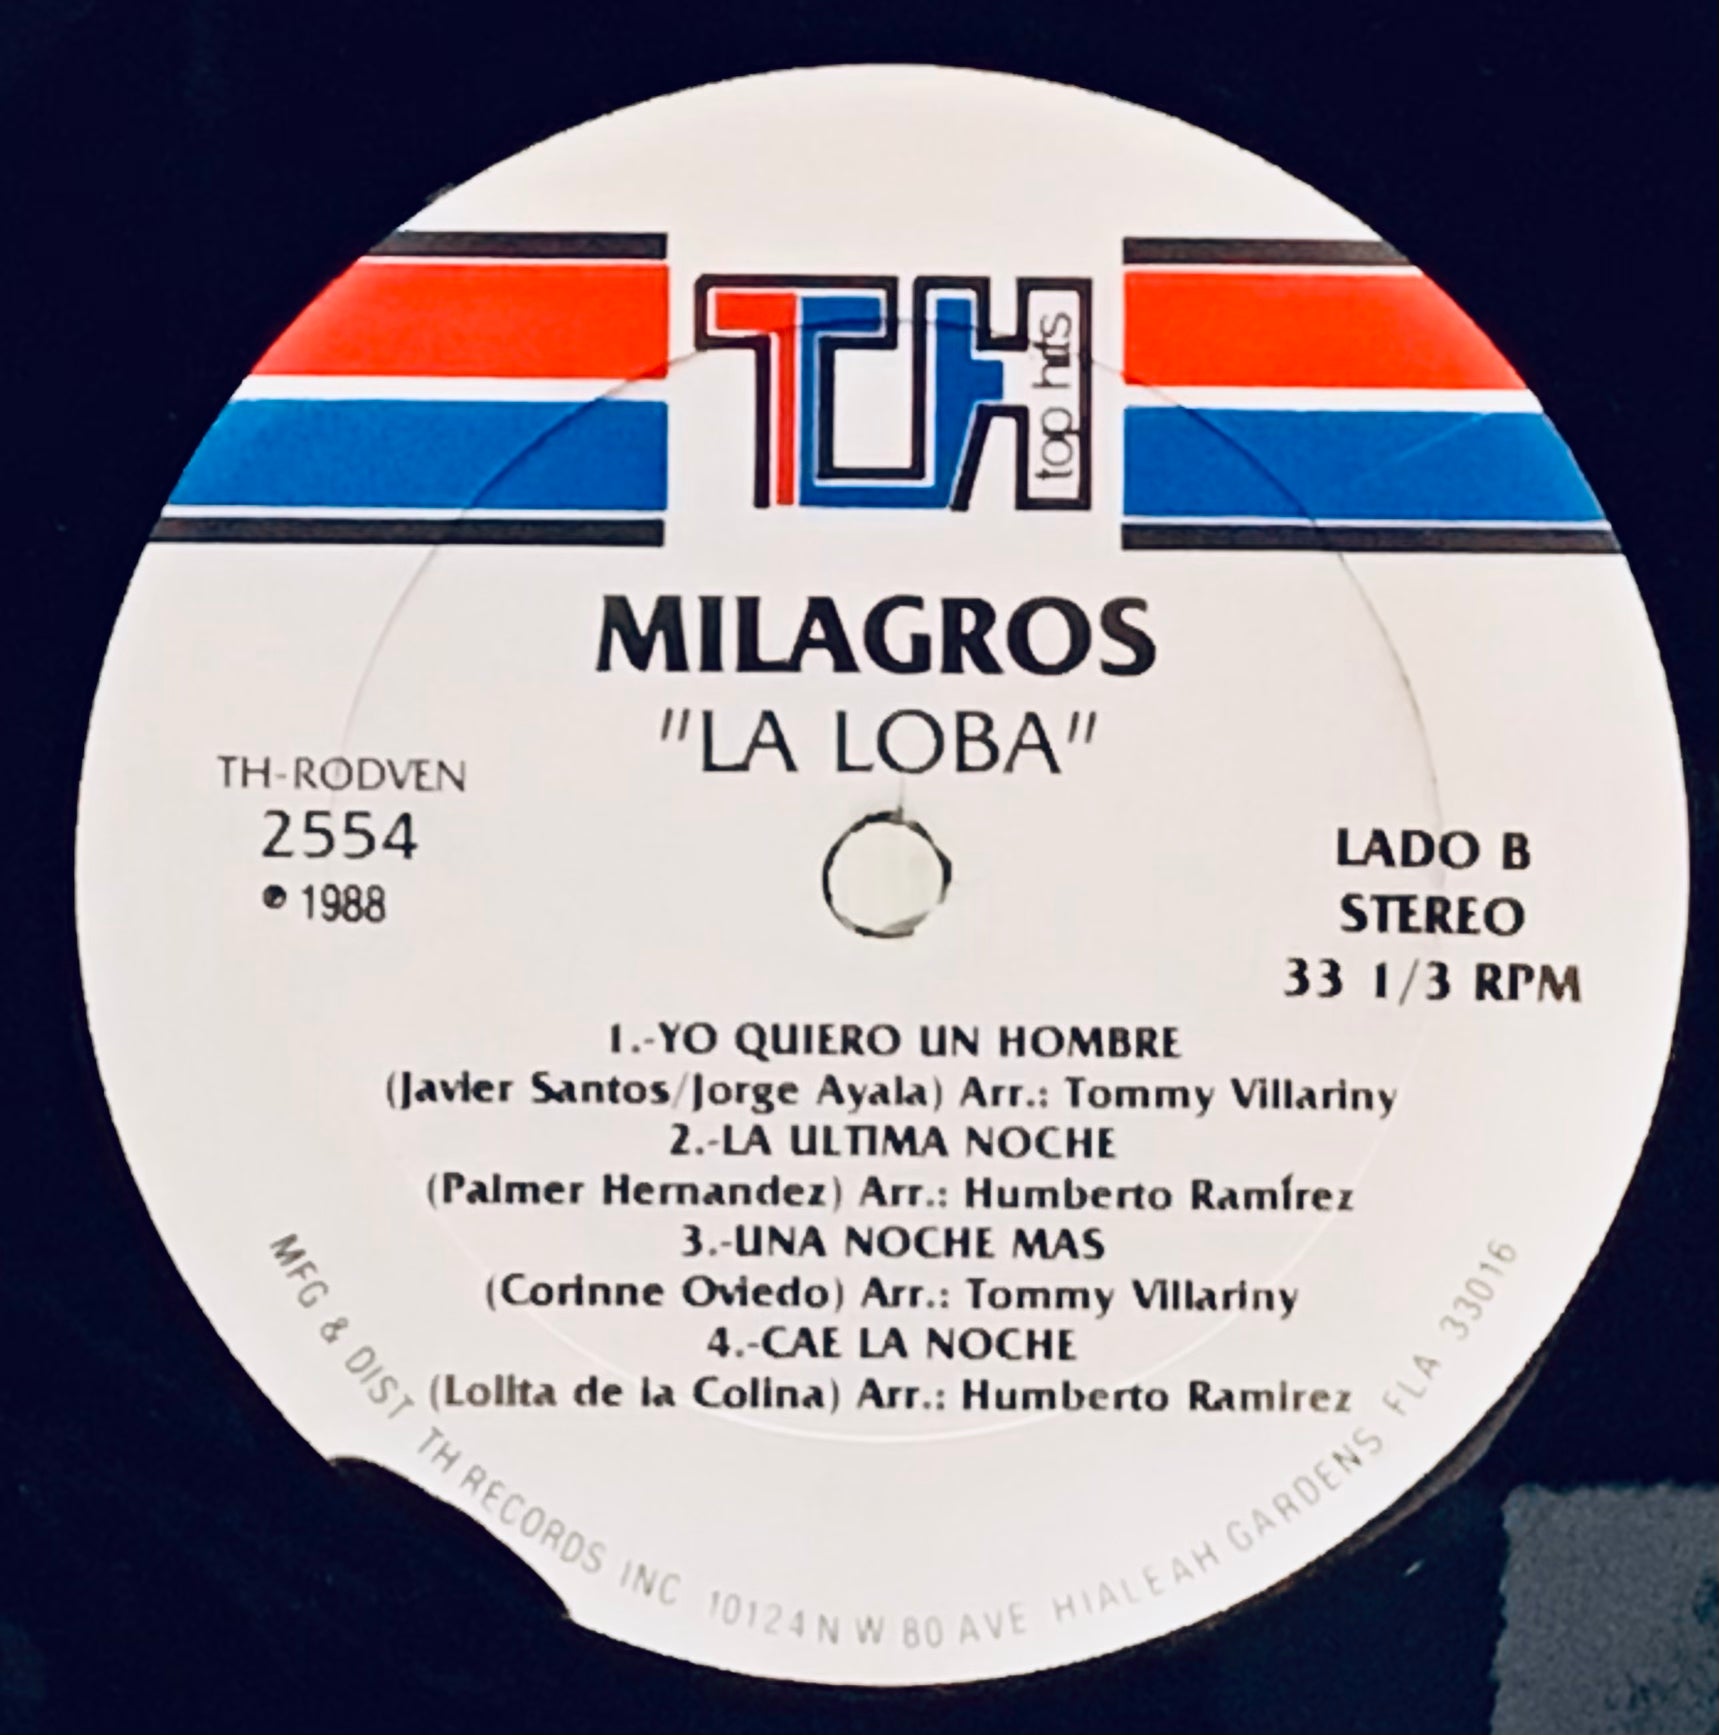 TH
top hits
MILAGROS
"LA LOBA"
TH-RODVEN
2554
℗ 1988
LADO B
STEREO
33 1/3 RPM
1.-YO QUIERO UN HOMBRE
(Javier Santos/Jorge Ayala) Arr.: Tommy Villariny
2.-LA ULTIMA NOCHE
(Palmer Hernandez) Arr.: Humberto Ramírez
3.-UNA NOCHE MAS
(Corinne Oviedo) Arr.: Tommy Villariny
4.-CAE LA NOCHE
(Lolita de la Colina) Arr.: Humberto Ramirez
MFG & DIST TH RECORDS INC 10124 N W 80 AVE HIALEAH GARDENS FLA 33016